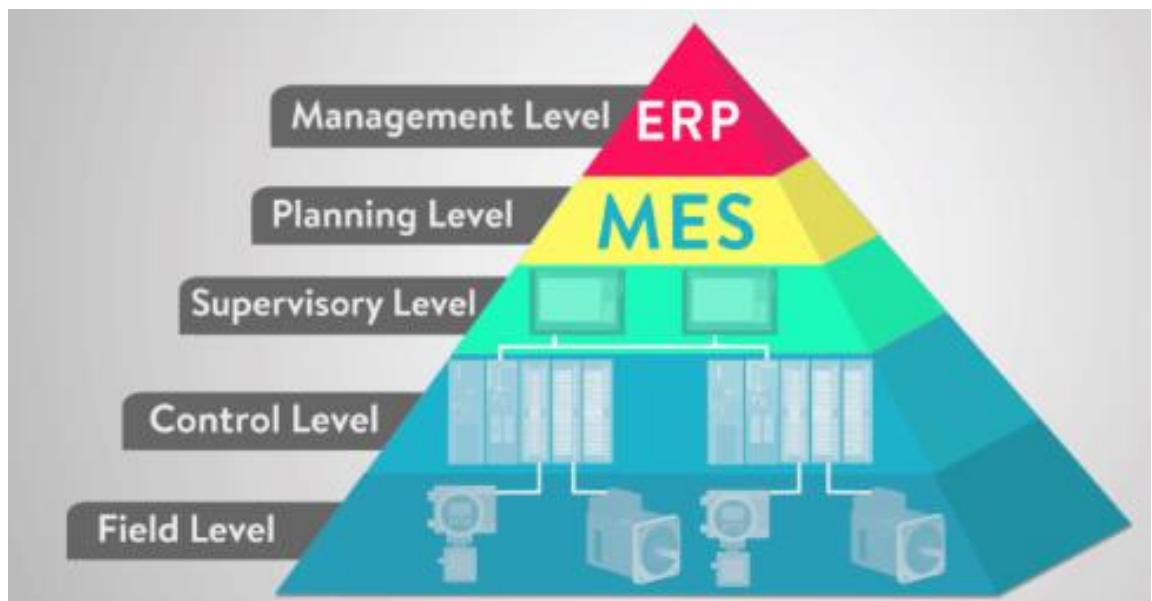 Management Level ERP
Planning Level MES
Supervisory Level
Control Level
Field Level